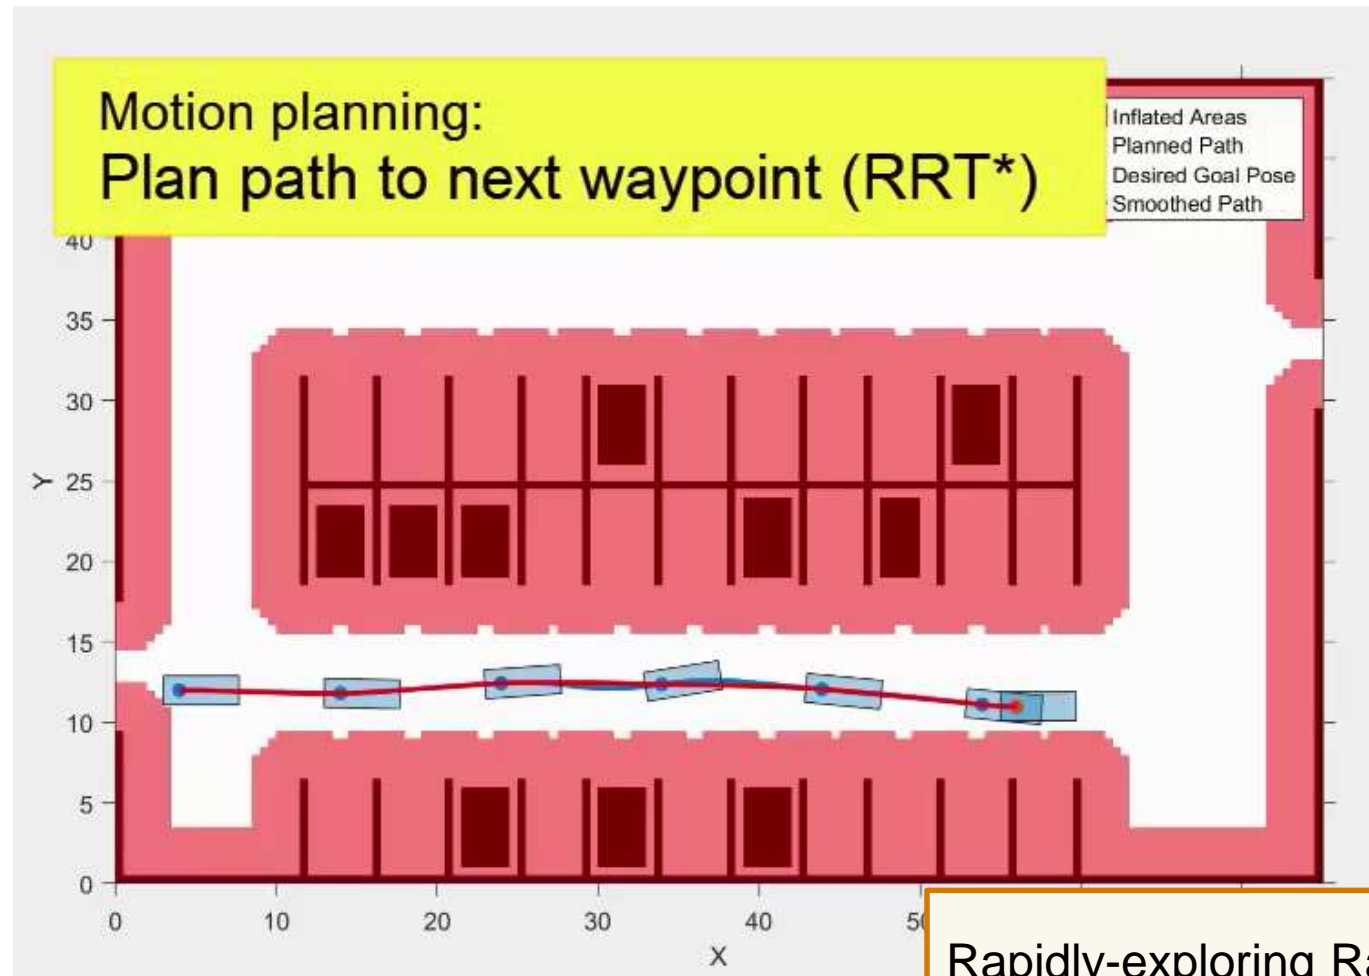 Motion planning:
Plan path to next waypoint (RRT*)
Inflated Areas
Planned Path
Desired Goal Pose
Smoothed Path
40
35
30
25
20
15
10
5
0
Y
0 10 20 30 40
X
Rapidly-exploring